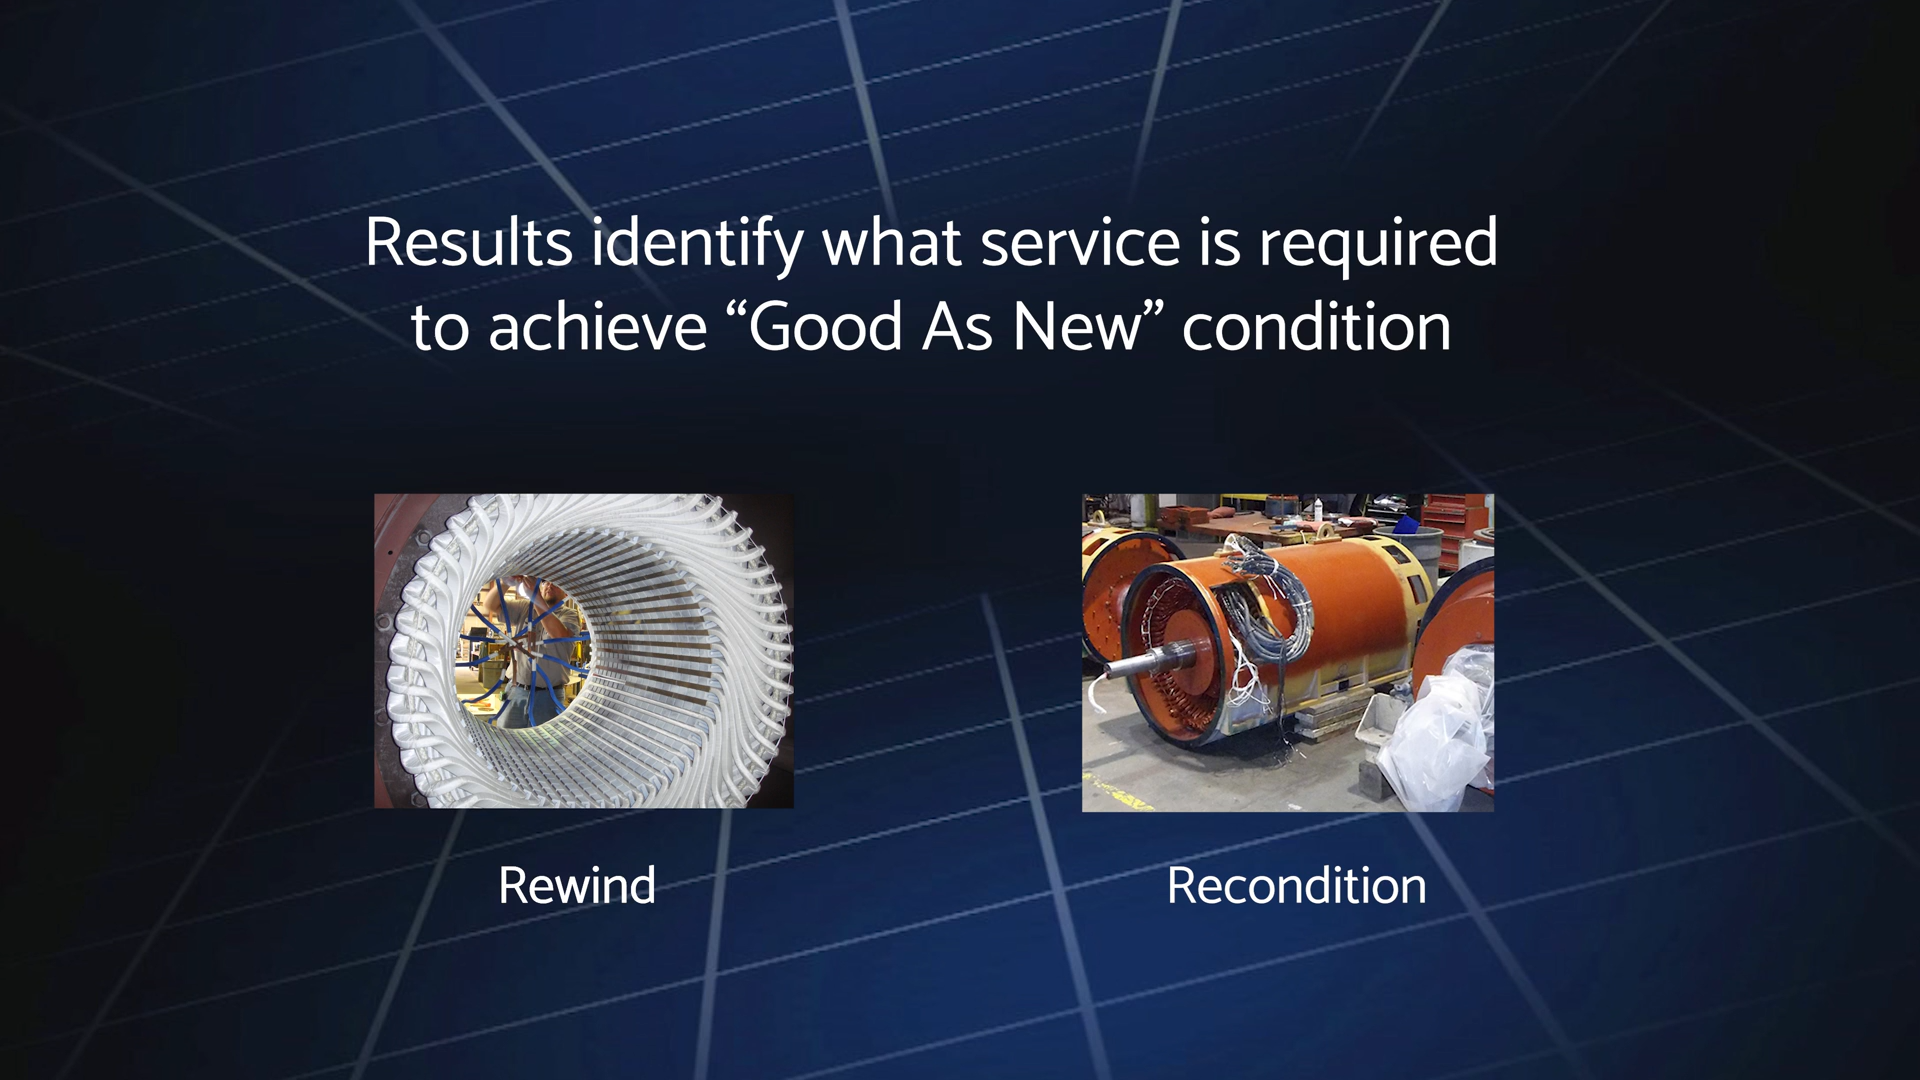 Results identify what service is required
to achieve “Good As New” condition
Rewind
Recondition